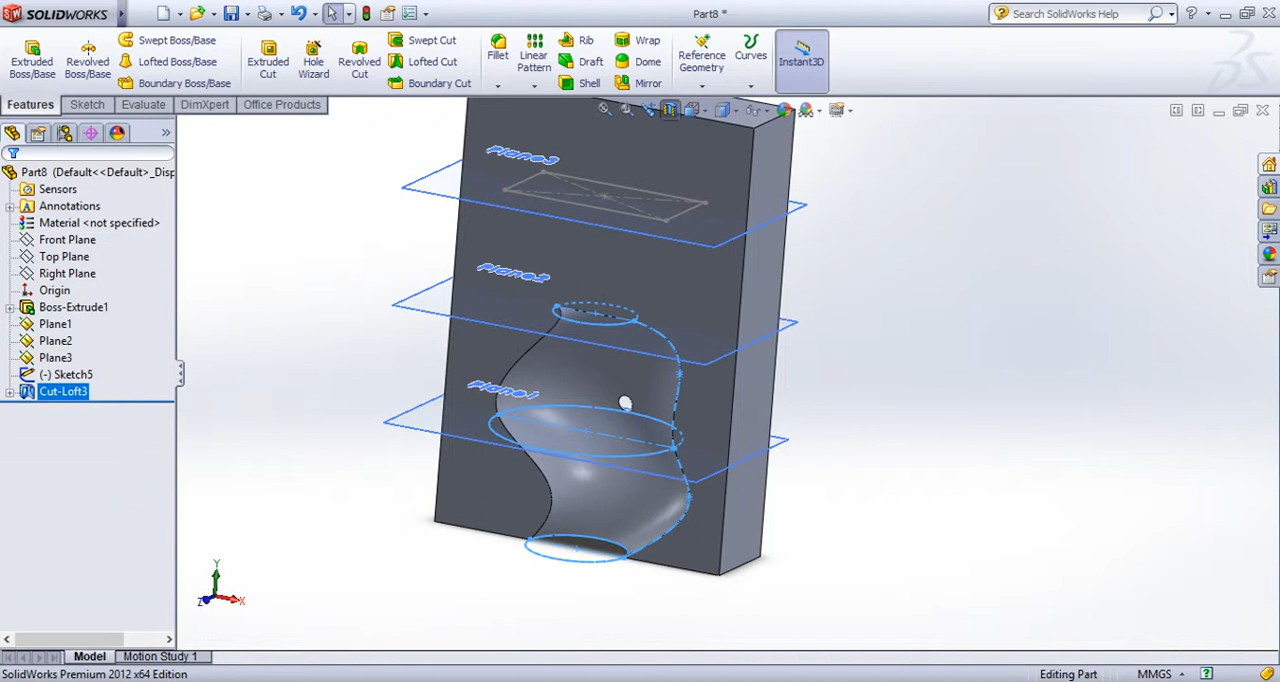 SOLIDWORKS
Part8 *
Search SolidWorks Help
Extruded Boss/Base
Revolved Boss/Base
Swept Boss/Base
Lofted Boss/Base
Boundary Boss/Base
Extruded Cut
Hole Wizard
Revolved Cut
Swept Cut
Lofted Cut
Boundary Cut
Fillet
Linear Pattern
Rib
Draft
Shell
Wrap
Dome
Mirror
Reference Geometry
Curves
Instant3D
Features
Sketch
Evaluate
DimXpert
Office Products
Part8 (Default<<Default>_Disp
Sensors
Annotations
Material <not specified>
Front Plane
Top Plane
Right Plane
Origin
Boss-Extrude1
Plane1
Plane2
Plane3
(-) Sketch5
Cut-Loft3
Plane3
Plane2
Plane1
Y
Z
X
Model
Motion Study 1
SolidWorks Premium 2012 x64 Edition
Editing Part
MMGS